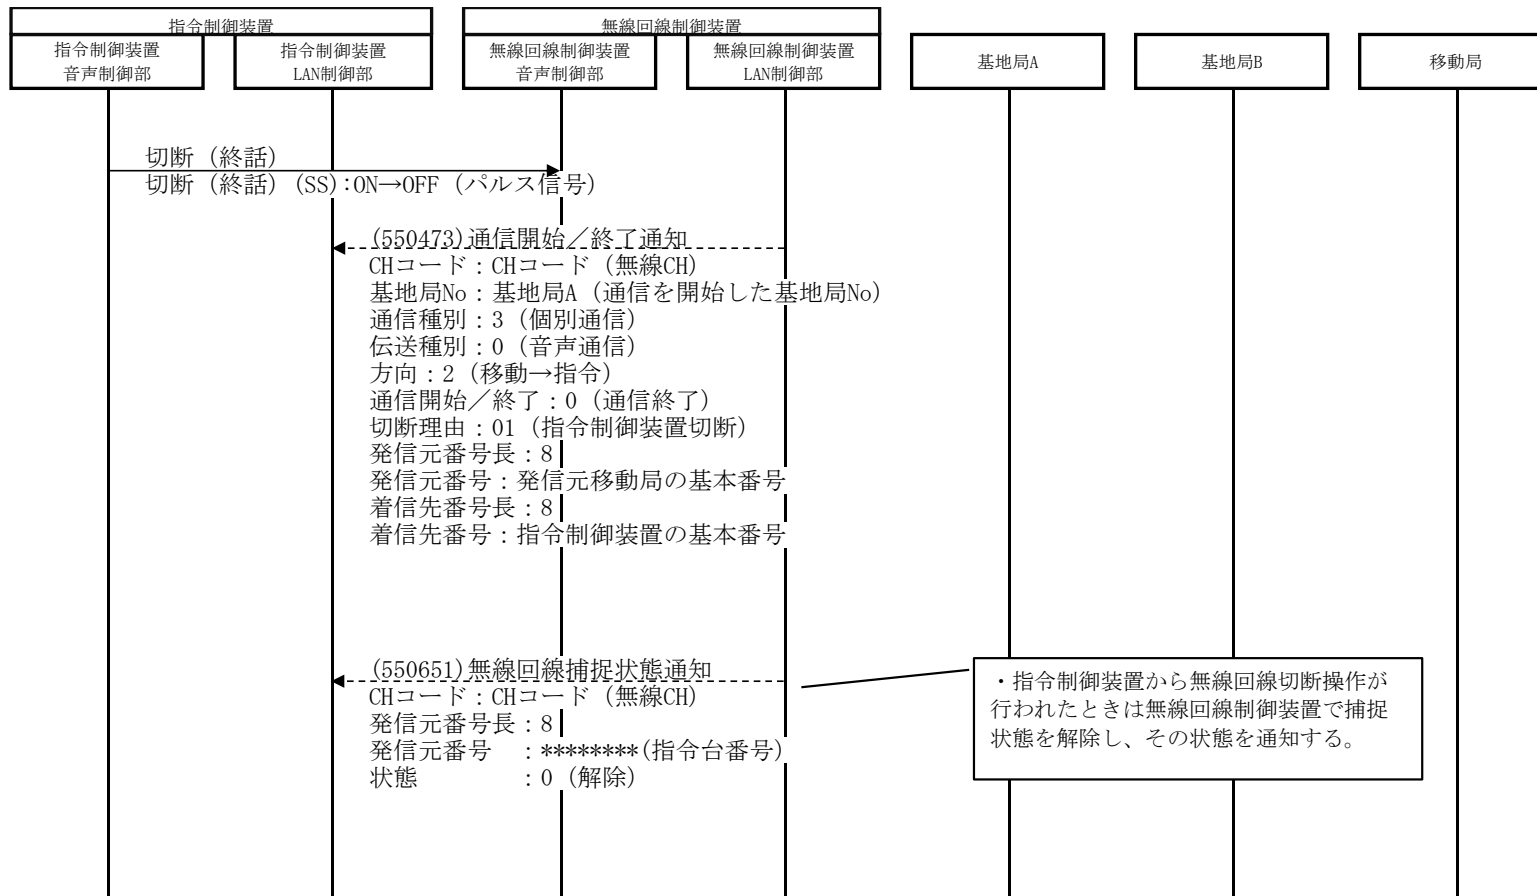 指令制御装置
無線回線制御装置
指令制御装置
音声制御部
指令制御装置
LAN制御部
無線回線制御装置
音声制御部
無線回線制御装置
LAN制御部
基地局A
基地局B
移動局
切断（終話）
切断（終話）(SS):ON→OFF（パルス信号）
(550473)通信開始／終了通知
CHコード：CHコード（無線CH）
基地局No：基地局A（通信を開始した基地局No）
通信種別：3（個別通信）
伝送種別：0（音声通信）
方向：2（移動→指令）
通信開始／終了：0（通信終了）
切断理由：01（指令制御装置切断）
発信元番号長：8
発信元番号：発信元移動局の基本番号
着信先番号長：8
着信先番号：指令制御装置の基本番号
(550651)無線回線捕捉状態通知
CHコード：CHコード（無線CH）
発信元番号長：8
発信元番号　：********(指令台番号)
状態　　　　：0（解除）
・指令制御装置から無線回線切断操作が
行われたときは無線回線制御装置で捕捉
状態を解除し、その状態を通知する。